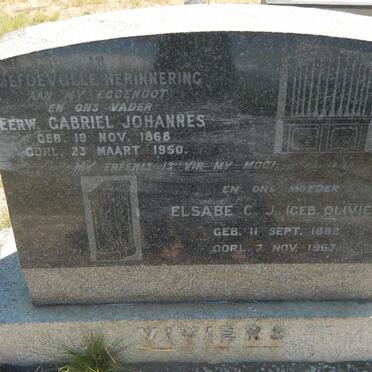 LIEFDEVOLLE HERINNERING
AAN MY EGGENOOT
EN ONS VADER
EERW. GABRIEL JOHANNES
GEB. 19 NOV. 1868
OORL. 23 MAART 1950.
MY ERFENIS IS VIR MY MOOI.
EN ONS MOEDER
ELSABE C. J. (GEB. OLIVIE
GEB. 11 SEPT. 1882
OORL. 7 NOV. 1967
VIVIERS